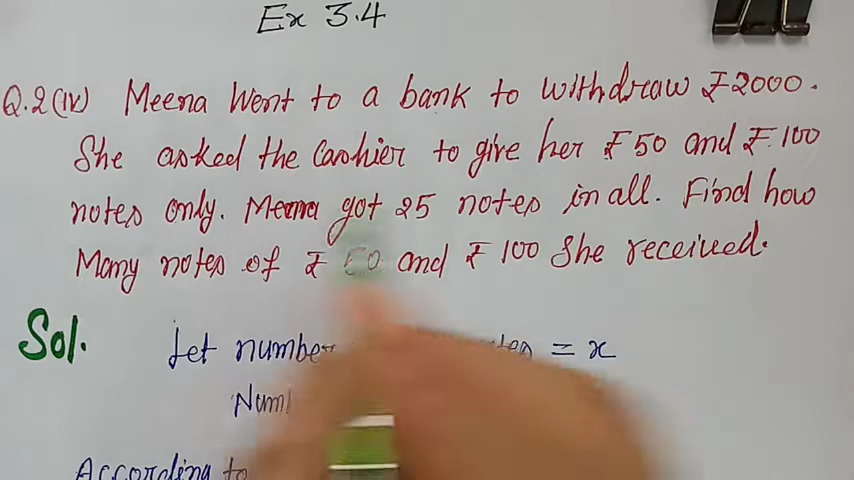 Ex 3.4
Q.2(iv) Meena Went to a bank to withdraw ₹2000.
She asked the Cashier to give her ₹50 and ₹100
notes only. Meena got 25 notes in all. Find how
Many notes of ₹50 and ₹100 She received.
Sol. Let number = x
According to